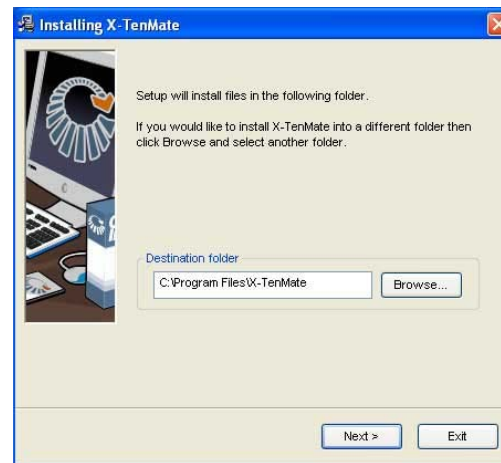 Installing X-TenMate
Setup will install files in the following folder.
If you would like to install X-TenMate into a different folder then
click Browse and select another folder.
Destination folder
C:\Program Files\X-TenMate
Browse...
Next >
Exit